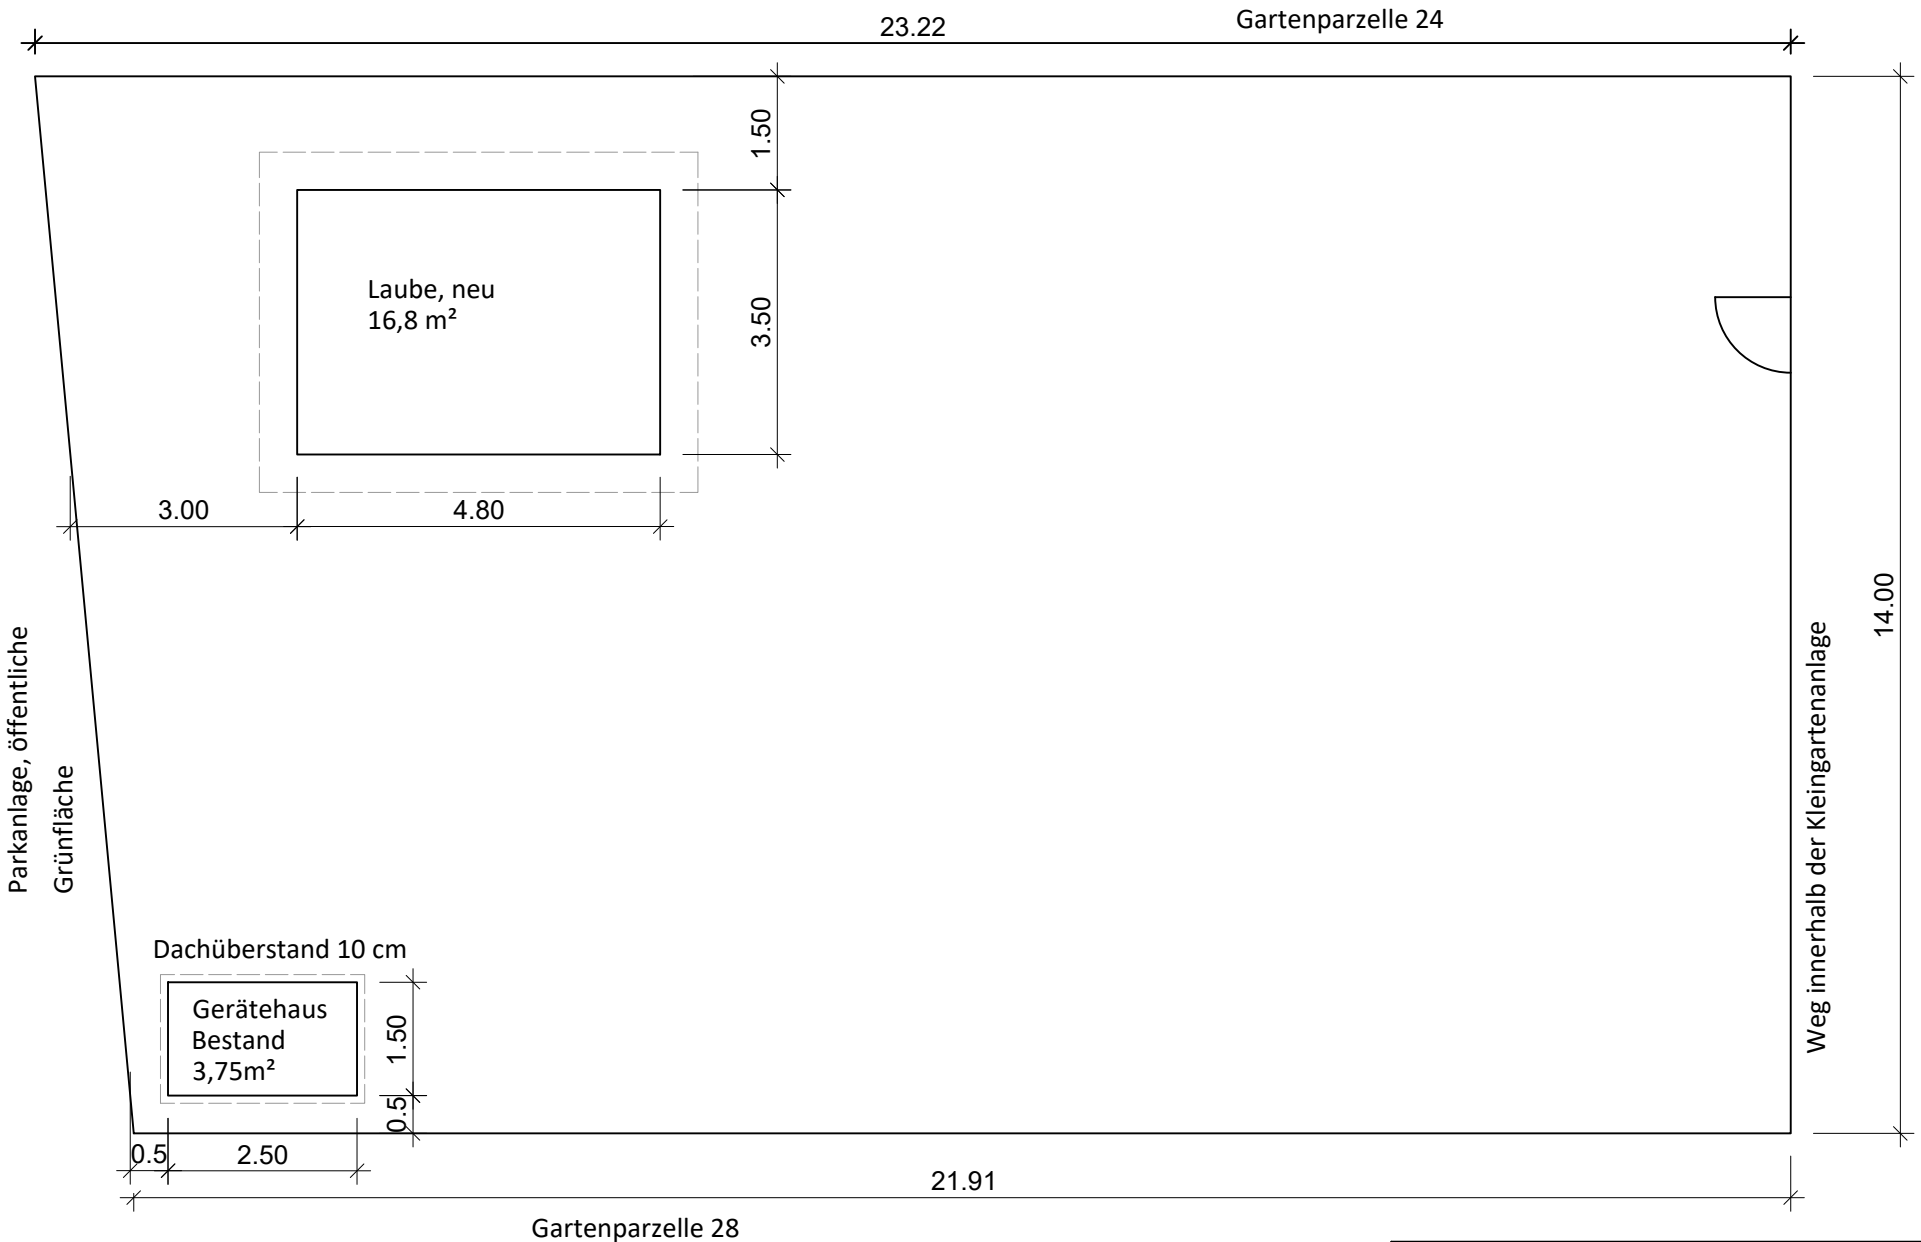 23.22
Gartenparzelle 24
1.50
Laube, neu
16,8 m²
3.50
3.00
4.80
14.00
Parkanlage, öffentliche
Grünfläche
Weg innerhalb der Kleingartenanlage
Dachüberstand 10 cm
Gerätehaus
Bestand
3,75m²
1.50
0.5
0.5
2.50
21.91
Gartenparzelle 28